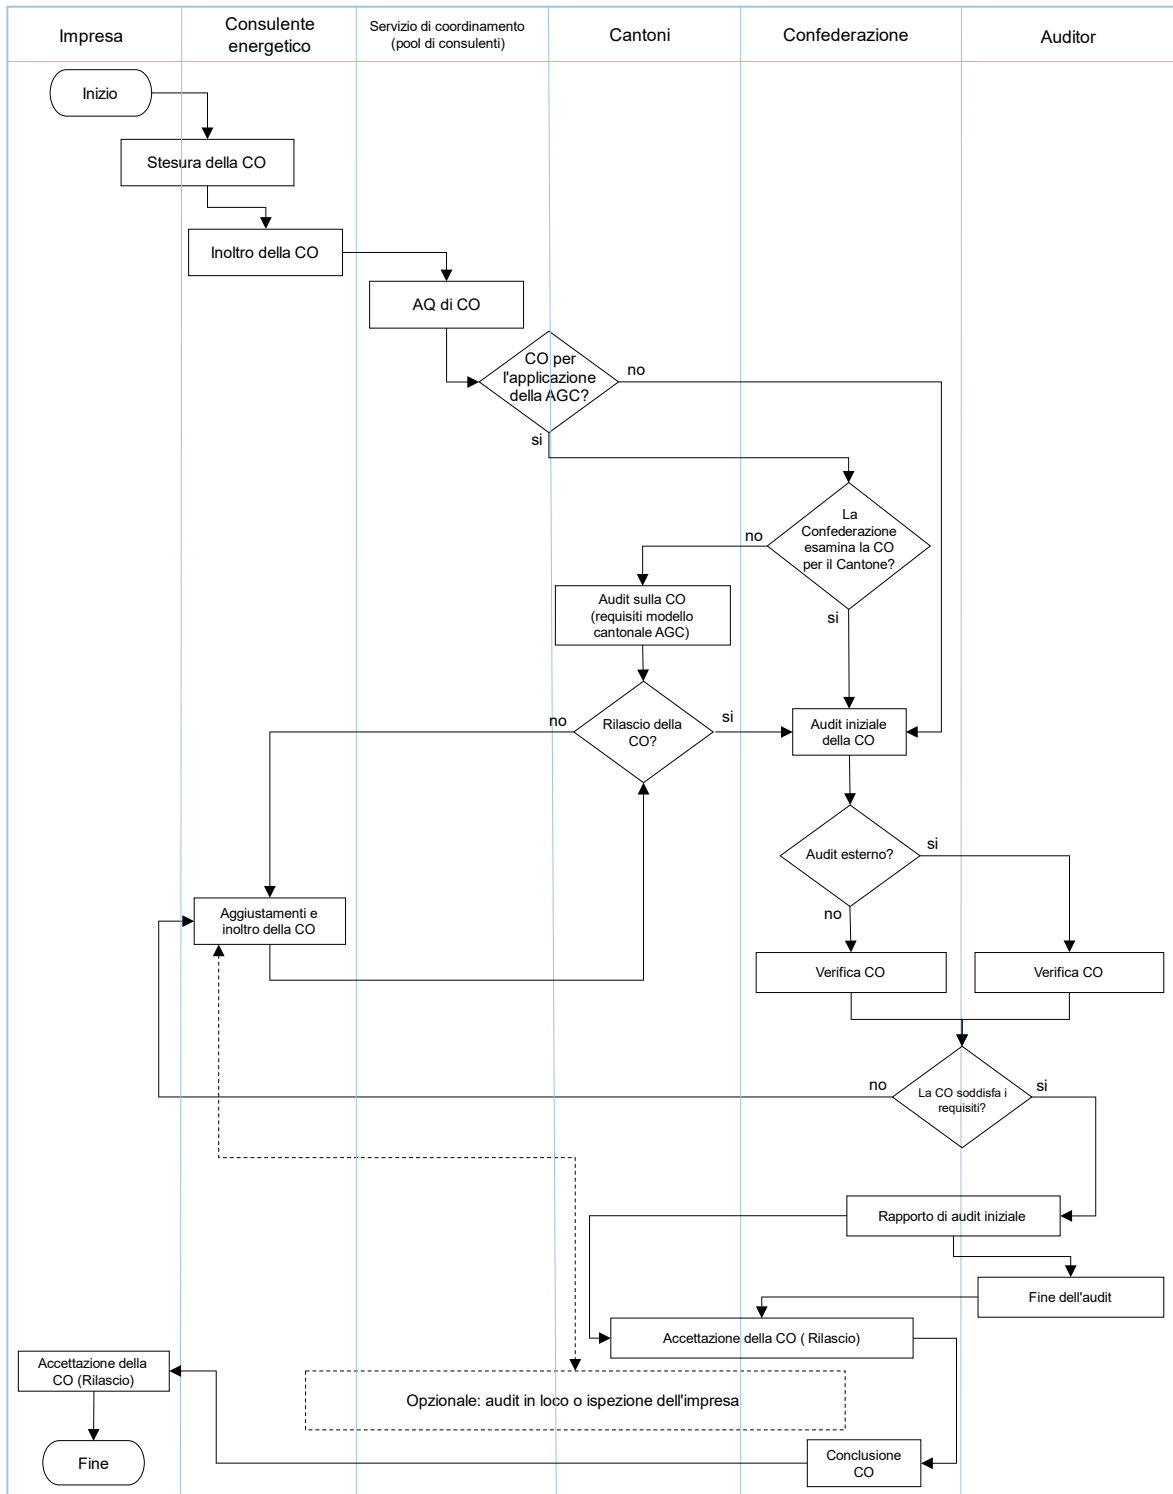 Impresa
Consulente
energetico
Servizio di coordinamento
(pool di consulenti)
Cantoni
Confederazione
Auditor
Inizio
Stesura della CO
Inoltro della CO
AQ di CO
CO per
l'applicazione
della AGC?
no
si
La
Confederazione
esamina la CO
per il Cantone?
no
si
Audit sulla CO
(requisiti modello
cantonale AGC)
Rilascio della
CO?
no
si
Audit iniziale
della CO
Audit esterno?
si
no
Aggiustamenti e
inoltro della CO
Verifica CO
Verifica CO
La CO soddisfa i
requisiti?
no
si
Rapporto di audit iniziale
Fine dell'audit
Accettazione della CO ( Rilascio)
Accettazione della
CO (Rilascio)
Opzionale: audit in loco o ispezione dell'impresa
Conclusione
CO
Fine